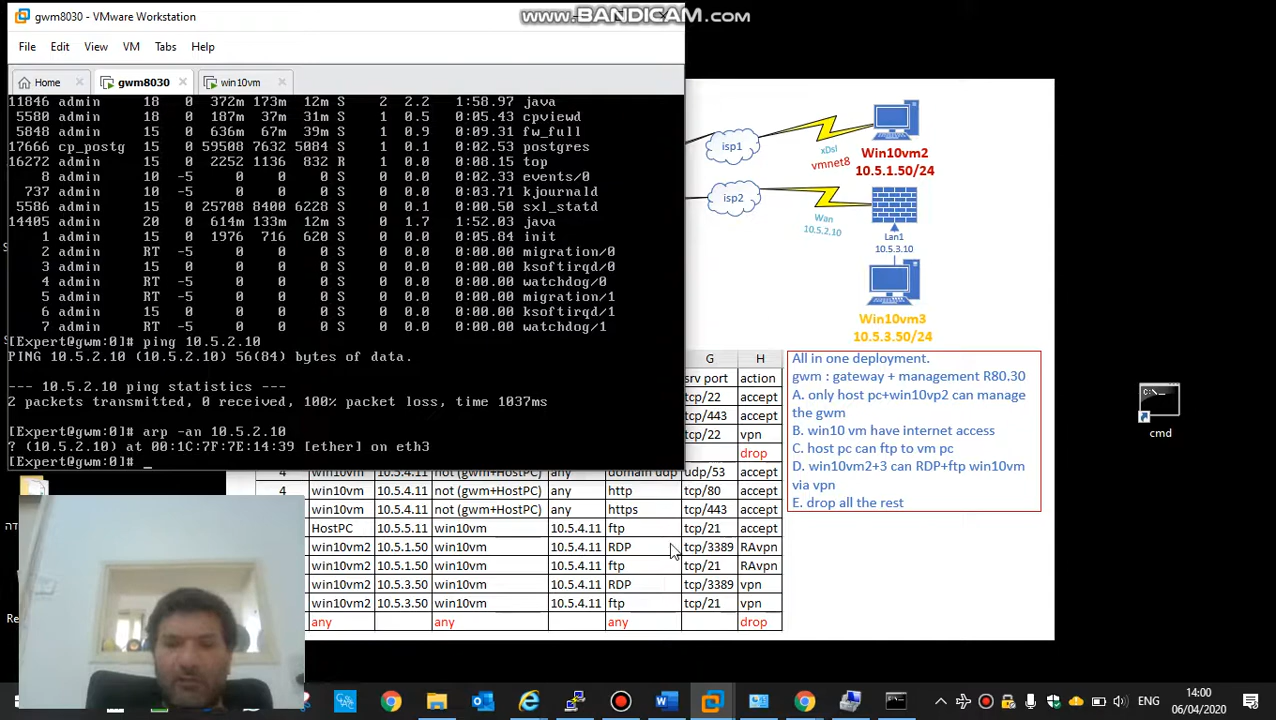 gwm8030 - VMware Workstation
www.BANDICAM.com
File Edit View VM Tabs Help
Home gwm8030 win10vm
11846 admin 18 0 372m 173m 12m S 2 2.2 1:58.97 java
5580 admin 18 0 187m 37m 31m S 1 0.5 0:05.43 cpviewd
5848 admin 15 0 636m 67m 39m S 1 0.9 0:09.31 fw_full
17666 cp_postg 15 0 59508 7632 5084 S 1 0.1 0:02.53 postgres
16272 admin 15 0 2252 1136 832 R 1 0.0 0:08.15 top
8 admin 10 -5 0 0 0 S 0 0.0 0:02.33 events/0
737 admin 10 -5 0 0 0 S 0 0.0 0:03.71 kjournald
5586 admin 15 0 25708 8400 6228 S 0 0.1 0:08.50 sxl_statd
14405 admin 20 0 2614m 133m 12m S 0 1.7 1:52.03 java
1 admin 15 0 1976 716 620 S 0 0.0 0:05.84 init
2 admin RT -5 0 0 0 S 0 0.0 0:00.00 migration/0
3 admin 15 0 0 0 0 S 0 0.0 0:00.00 ksoftirqd/0
4 admin RT -5 0 0 0 S 0 0.0 0:00.00 watchdog/0
5 admin RT -5 0 0 0 S 0 0.0 0:00.00 migration/1
6 admin 15 0 0 0 0 S 0 0.0 0:00.00 ksoftirqd/1
7 admin RT -5 0 0 0 S 0 0.0 0:00.00 watchdog/1
[Expert@gwm:0]# ping 10.5.2.10
PING 10.5.2.10 (10.5.2.10) 56(84) bytes of data.
--- 10.5.2.10 ping statistics ---
2 packets transmitted, 0 received, 100% packet loss, time 1037ms
[Expert@gwm:0]# arp -an 10.5.2.10
? (10.5.2.10) at 00:1C:7F:7E:14:39 [ether] on eth3
[Expert@gwm:0]# _
isp1
xDsl
vmnet8
Win10vm2
10.5.1.50/24
isp2
Wan
10.5.2.10
Lan1
10.5.3.10
Win10vm3
10.5.3.50/24
G H
srv port action
tcp/22 accept
tcp/443 accept
tcp/22 vpn
drop
4 win10vm not (gwm+HostPC) any domain udp udp/53 accept
4 win10vm not (gwm+HostPC) any http tcp/80 accept
win10vm not (gwm+HostPC) any https tcp/443 accept
HostPC 10.5.5.11 win10vm 10.5.4.11 ftp tcp/21 accept
win10vm2 10.5.1.50 win10vm 10.5.4.11 RDP tcp/3389 RAvpn
win10vm2 10.5.1.50 win10vm 10.5.4.11 ftp tcp/21 RAvpn
win10vm2 10.5.3.50 win10vm 10.5.4.11 RDP tcp/3389 vpn
win10vm2 10.5.3.50 win10vm 10.5.4.11 ftp tcp/21 vpn
any any any drop
All in one deployment.
gwm : gateway + management R80.30
A. only host pc+win10vp2 can manage
the gwm
B. win10 vm have internet access
C. host pc can ftp to vm pc
D. win10vm2+3 can RDP+ftp win10vm
via vpn
E. drop all the rest
cmd
ENG
14:00
06/04/2020